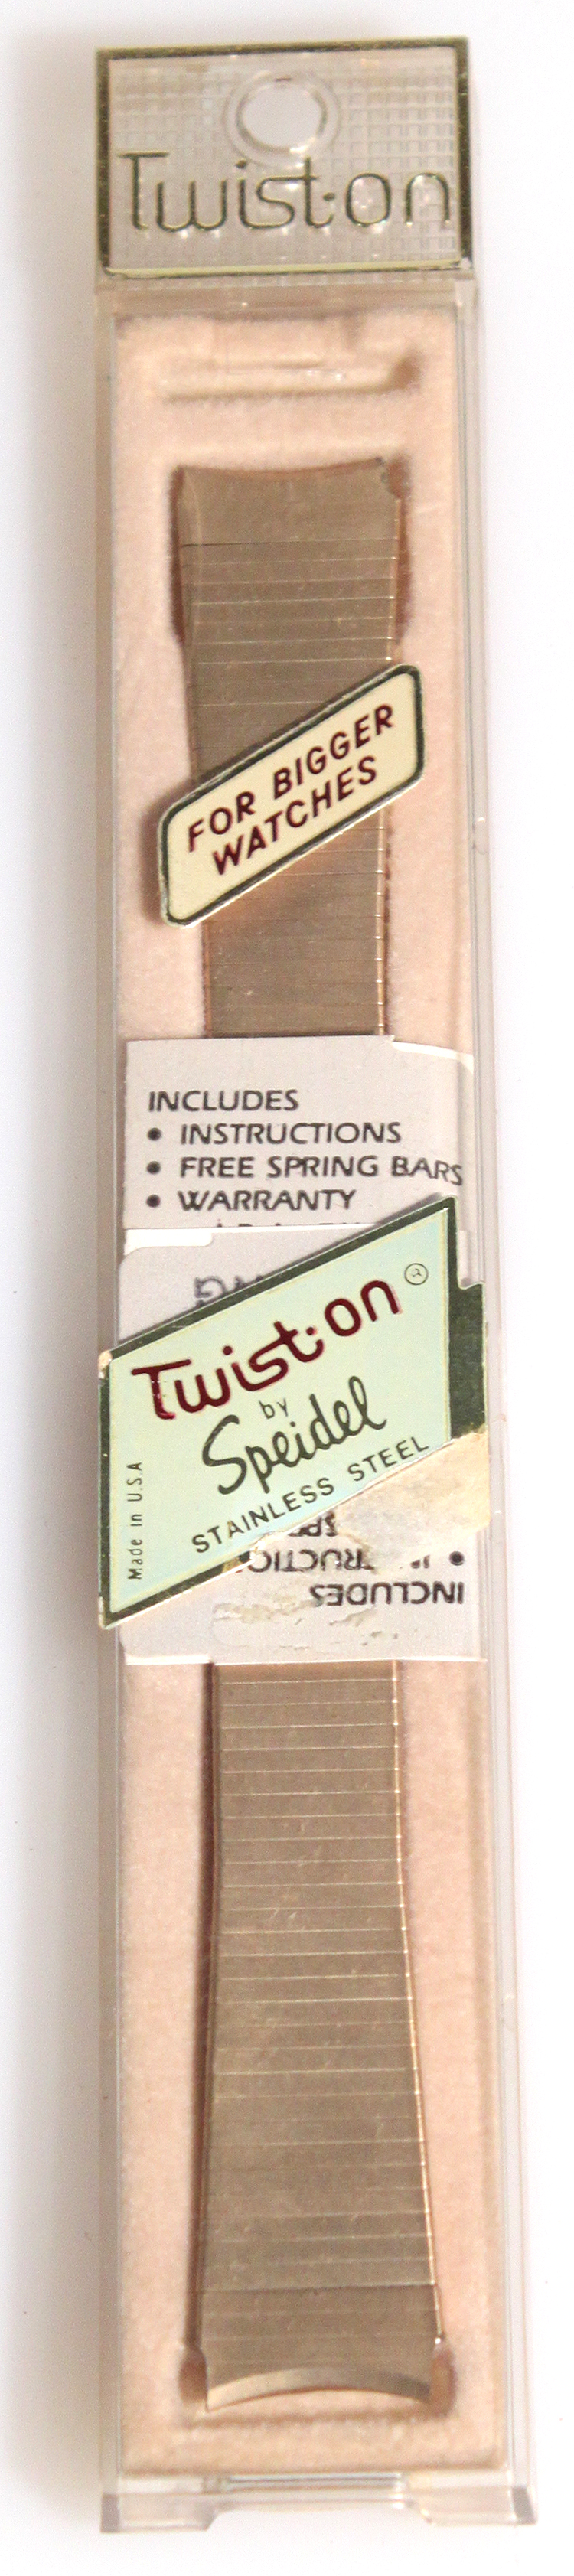 Twist·on
FOR BIGGER
WATCHES
INCLUDES
• INSTRUCTIONS
• FREE SPRING BARS
• WARRANTY
Twist·on ®
by
Speidel
STAINLESS STEEL
Made in U.S.A
INCLUDES